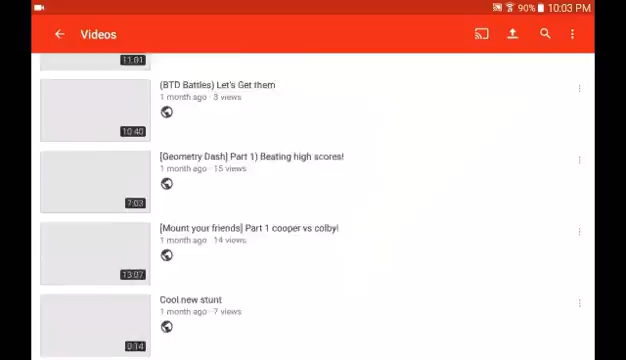 90% 10:03 PM
Videos
11:01
(BTD Battles) Let's Get them
1 month ago · 3 views
10:40
[Geometry Dash] Part 1) Beating high scores!
1 month ago · 15 views
7:03
[Mount your friends] Part 1 cooper vs colby!
1 month ago · 14 views
13:07
Cool new stunt
1 month ago · 7 views
0:14